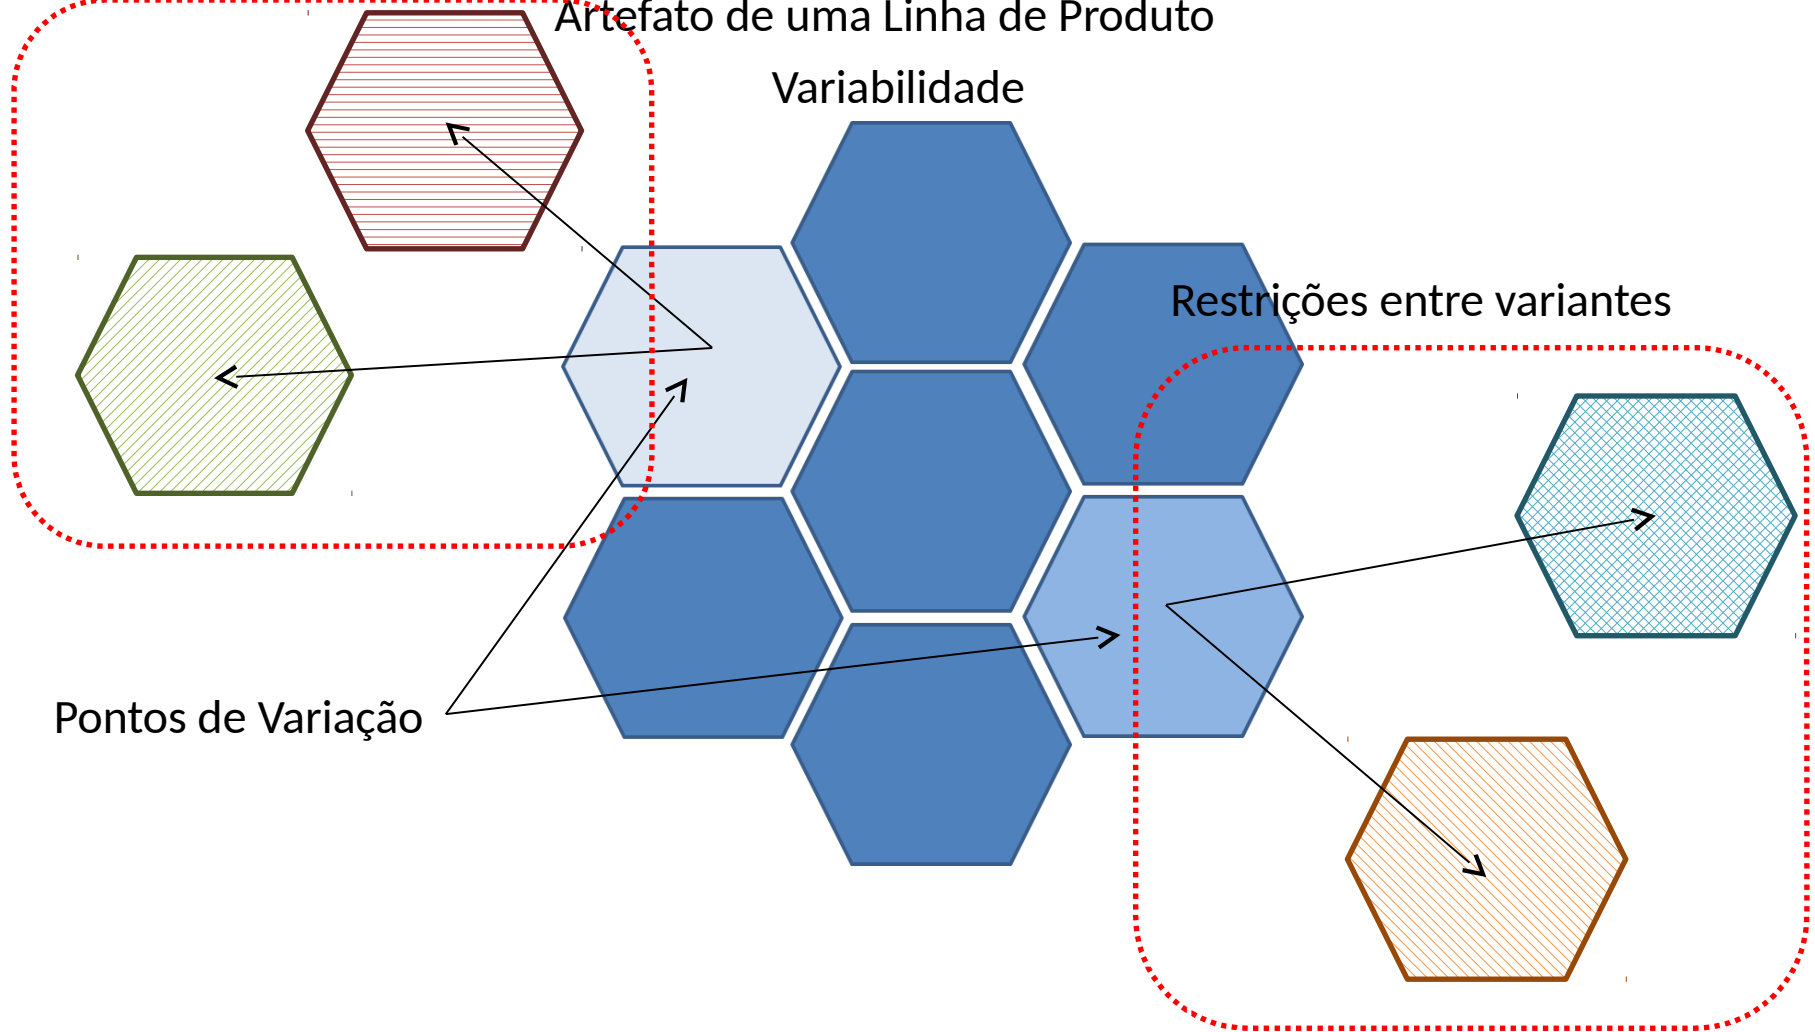 Artefato de uma Linha de Produto
Variabilidade
Restrições entre variantes
Pontos de Variação